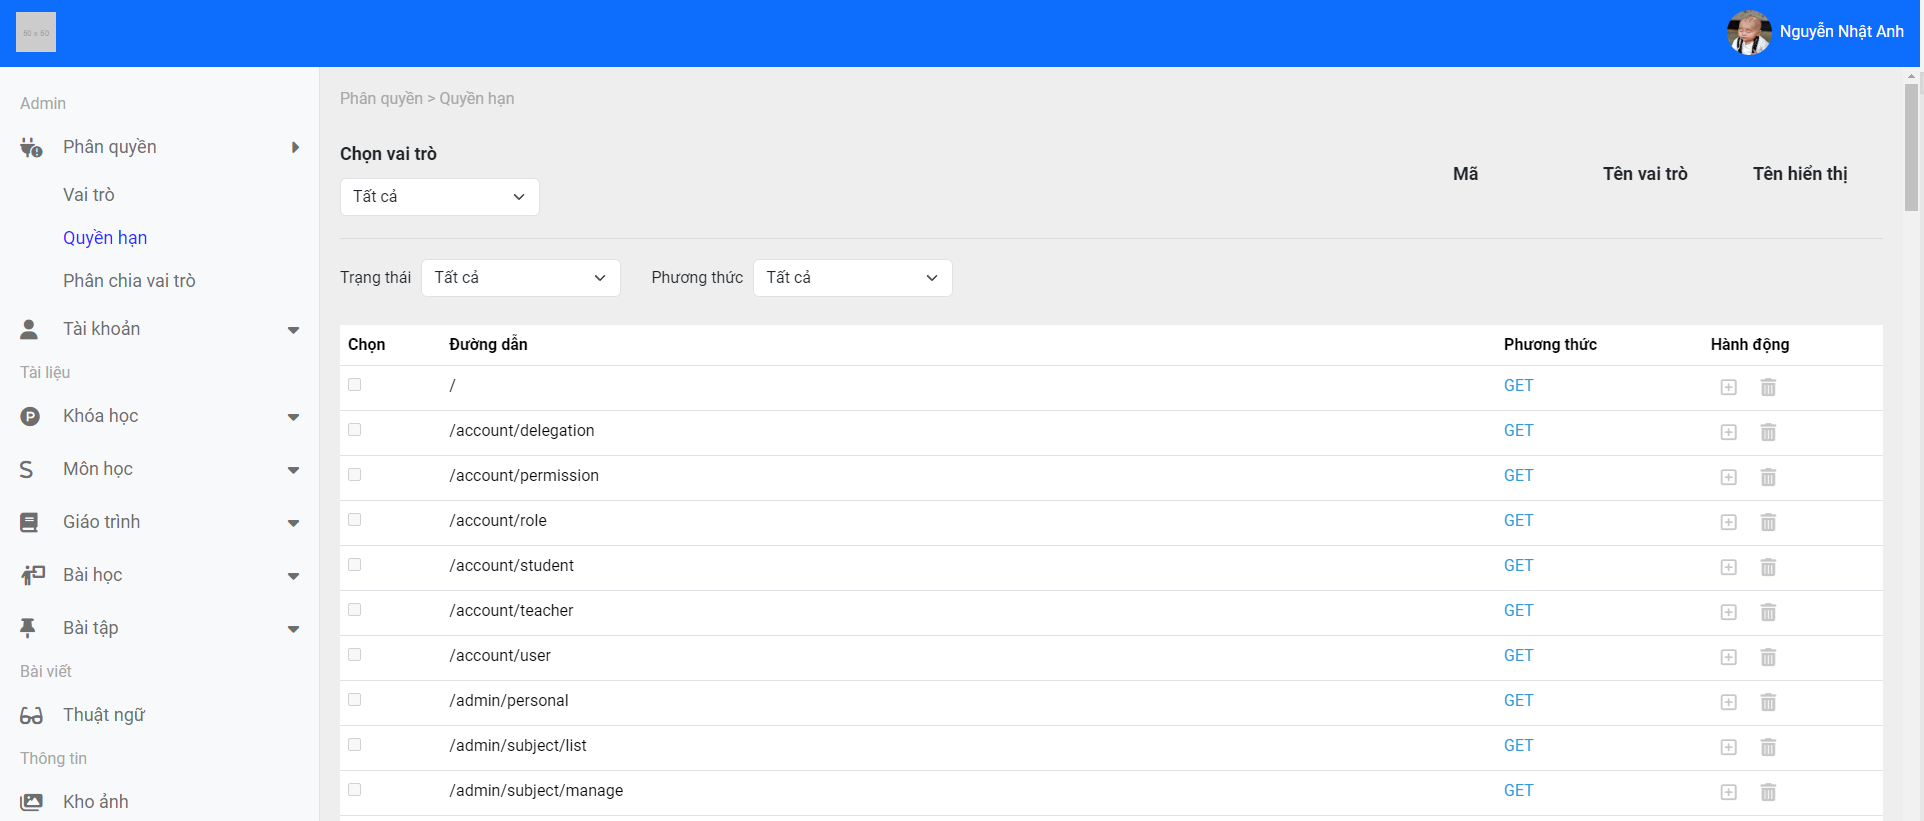 60 x 60
Nguyễn Nhật Anh
Admin
Phân quyền
Vai trò
Quyền hạn
Phân chia vai trò
Tài khoản
Tài liệu
Khóa học
Môn học
Giáo trình
Bài học
Bài tập
Bài viết
Thuật ngữ
Thông tin
Kho ảnh
Phân quyền > Quyền hạn
Chọn vai trò
Tất cả
Mã Tên vai trò Tên hiển thị
Trạng thái Tất cả Phương thức Tất cả
Chọn Đường dẫn Phương thức Hành động
/ GET
/account/delegation GET
/account/permission GET
/account/role GET
/account/student GET
/account/teacher GET
/account/user GET
/admin/personal GET
/admin/subject/list GET
/admin/subject/manage GET